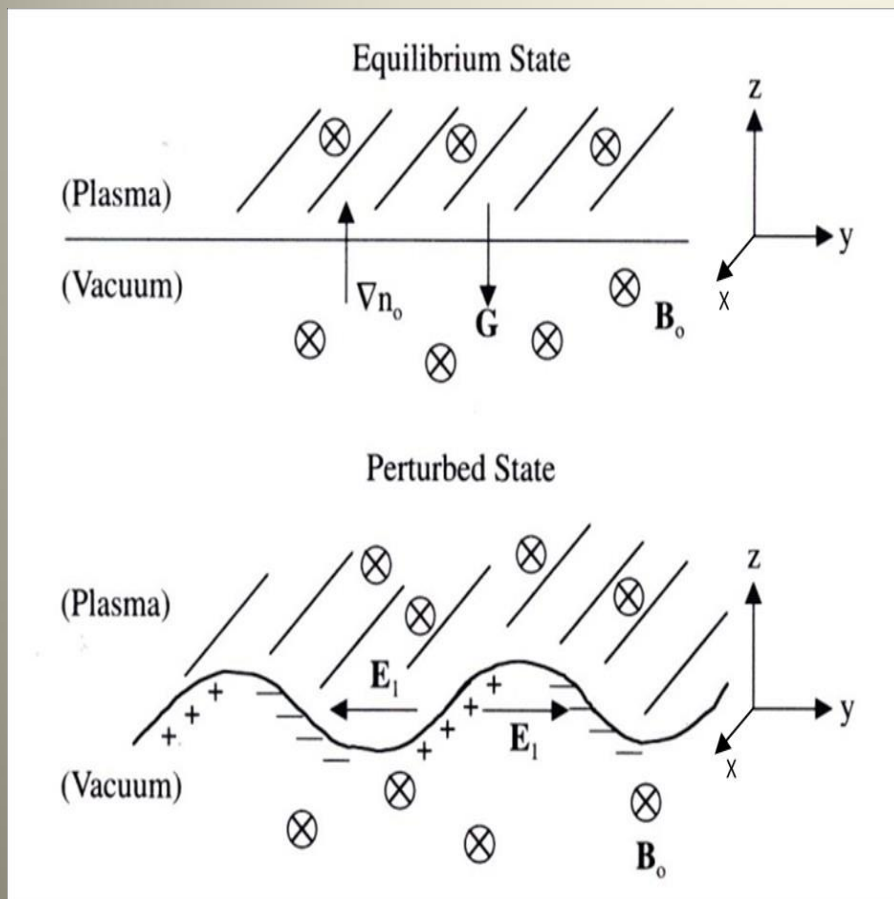 Equilibrium State
z
(Plasma)
y
(Vacuum)
∇n₀
G
B₀
x
Perturbed State
z
(Plasma)
E₁
+ + + − − − − + + + + − − − −
E₁
y
x
(Vacuum)
B₀